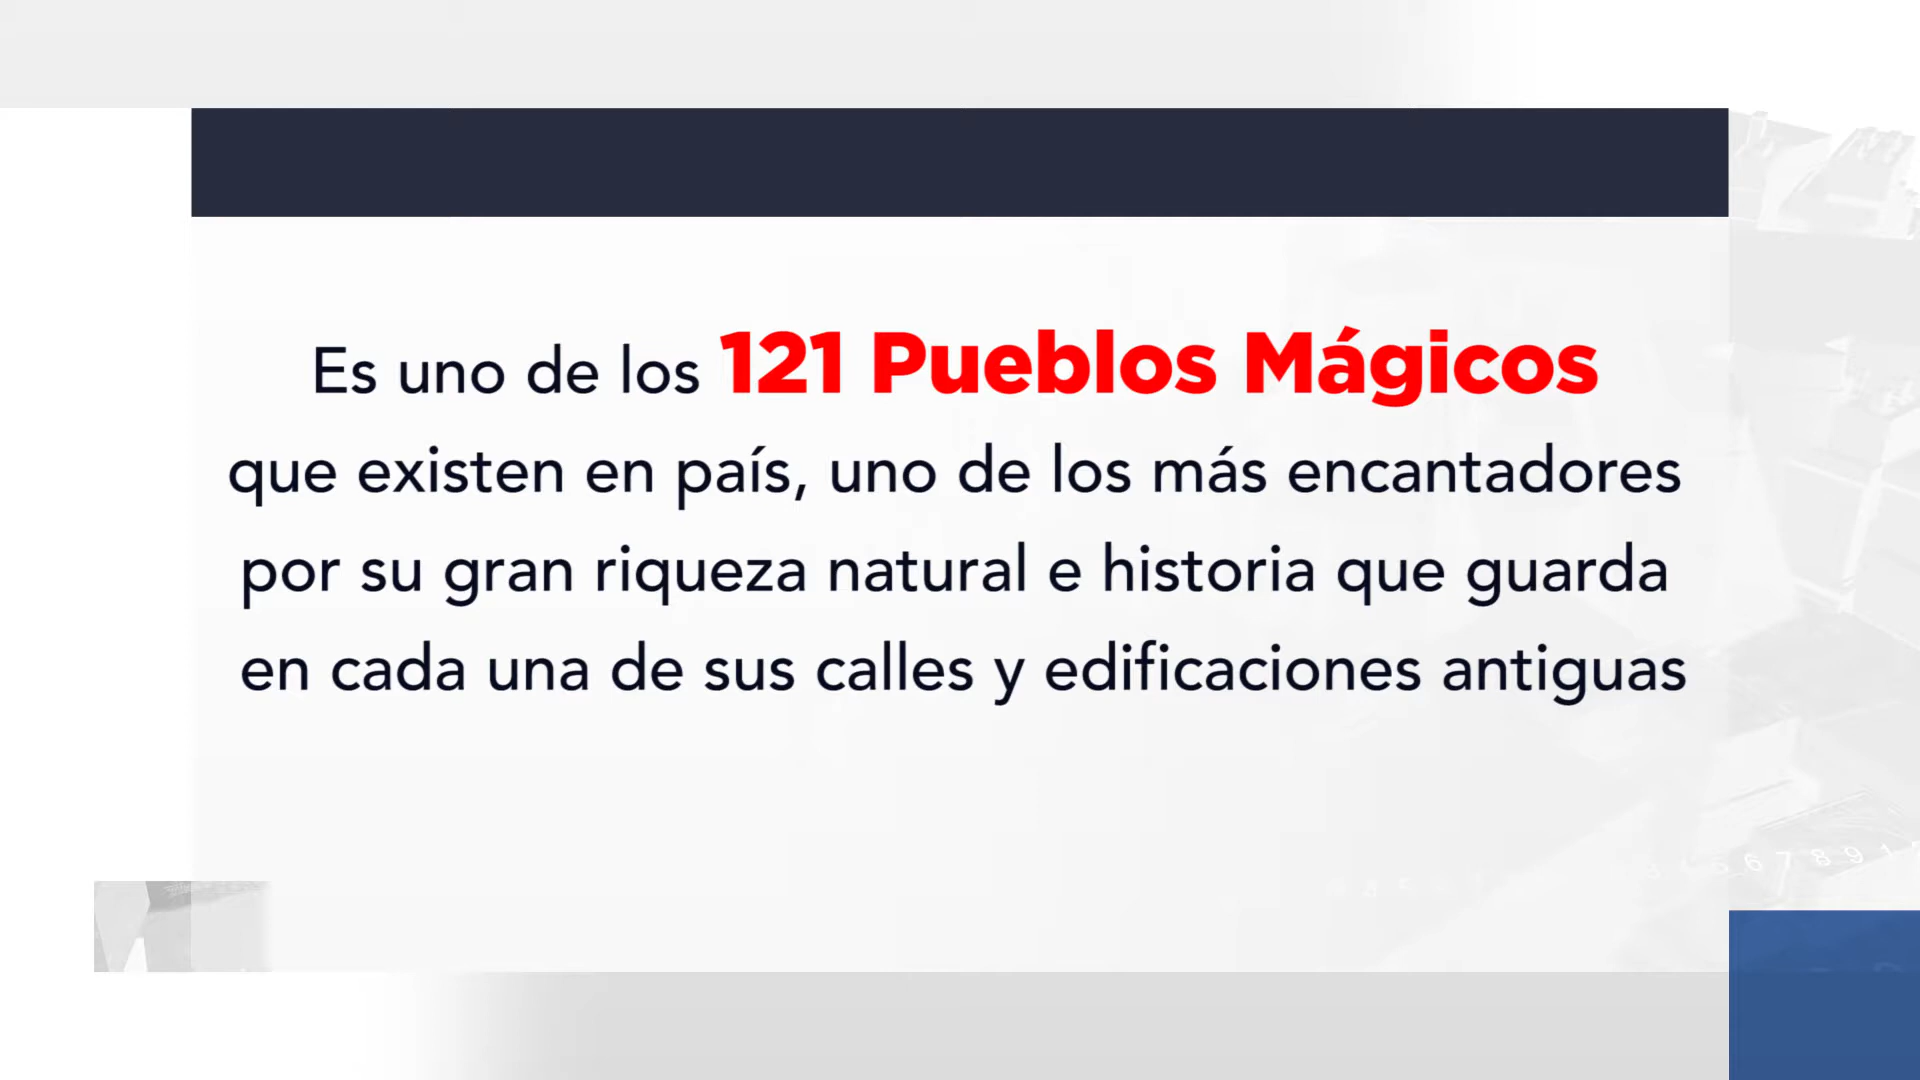 Es uno de los 121 Pueblos Mágicos
que existen en país, uno de los más encantadores
por su gran riqueza natural e historia que guarda
en cada una de sus calles y edificaciones antiguas